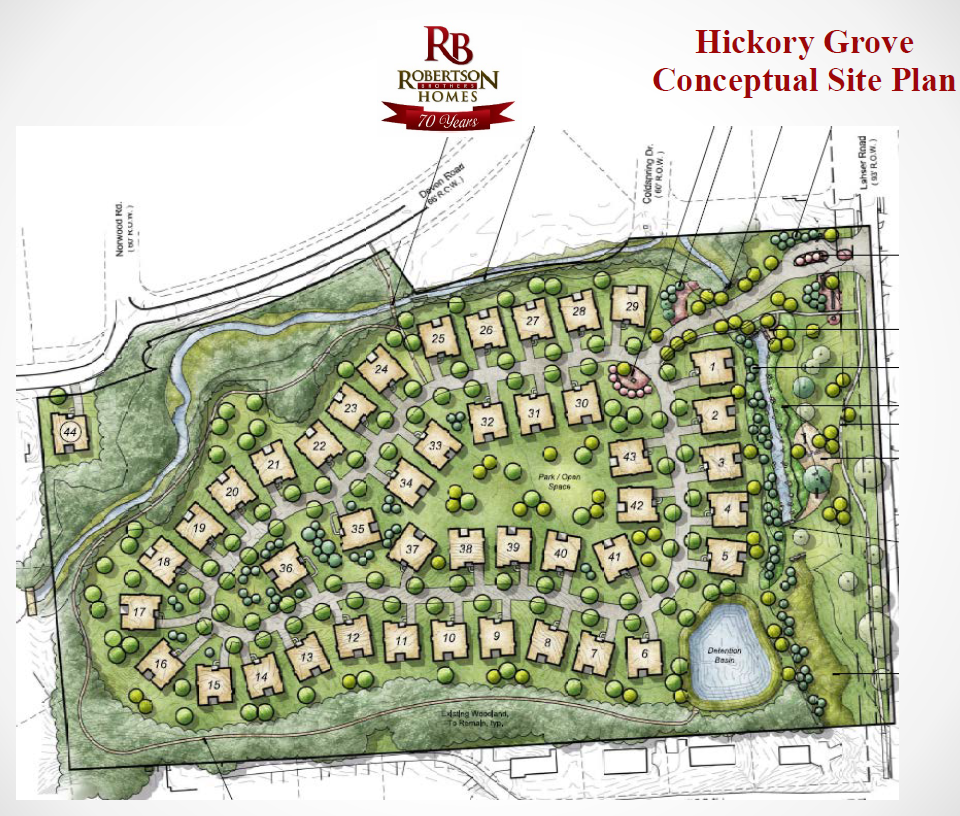 RB
ROBERTSON
BROTHERS
HOMES
70 Years
Hickory Grove
Conceptual Site Plan
Norwood Rd.
( 60' R.O.W. )
Devon Road
66' R.O.W. )
Coldspring Dr.
( 60' R.O.W. )
Lahser Road
( 93' R.O.W. )
29
28
27
26
25
24
1
30
31
32
2
23
33
22
44
43
3
21
34
20
Park / Open
Space
42
4
19
35
37
38
39
40
41
5
18
36
17
12
11
10
9
8
7
6
13
16
14
15
Detention
Basin
Existing Woodland,
To Remain, typ.